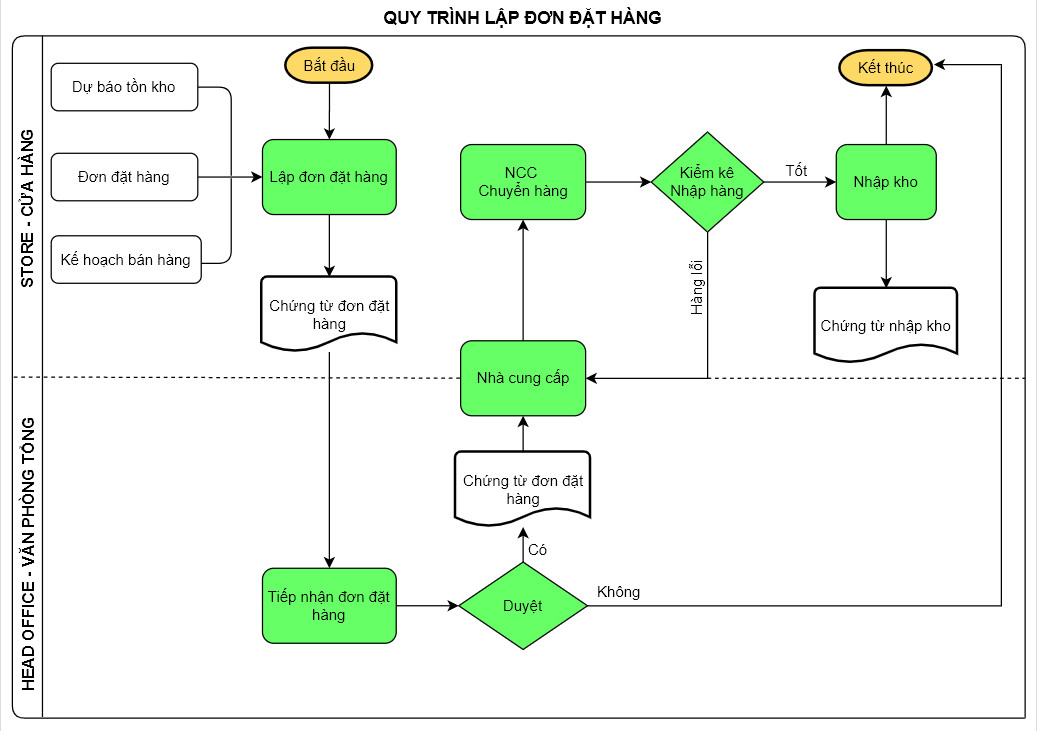 QUY TRÌNH LẬP ĐƠN ĐẶT HÀNG
STORE - CỬA HÀNG
Dự báo tồn kho
Đơn đặt hàng
Kế hoạch bán hàng
Bắt đầu
Lập đơn đặt hàng
Chứng từ đơn đặt
hàng
NCC
Chuyển hàng
Kiểm kê
Nhập hàng
Tốt
Hàng lỗi
Kết thúc
Nhập kho
Chứng từ nhập kho
Nhà cung cấp
HEAD OFFICE - VĂN PHÒNG TỔNG
Chứng từ đơn đặt
hàng
Có
Tiếp nhận đơn đặt
hàng
Duyệt
Không